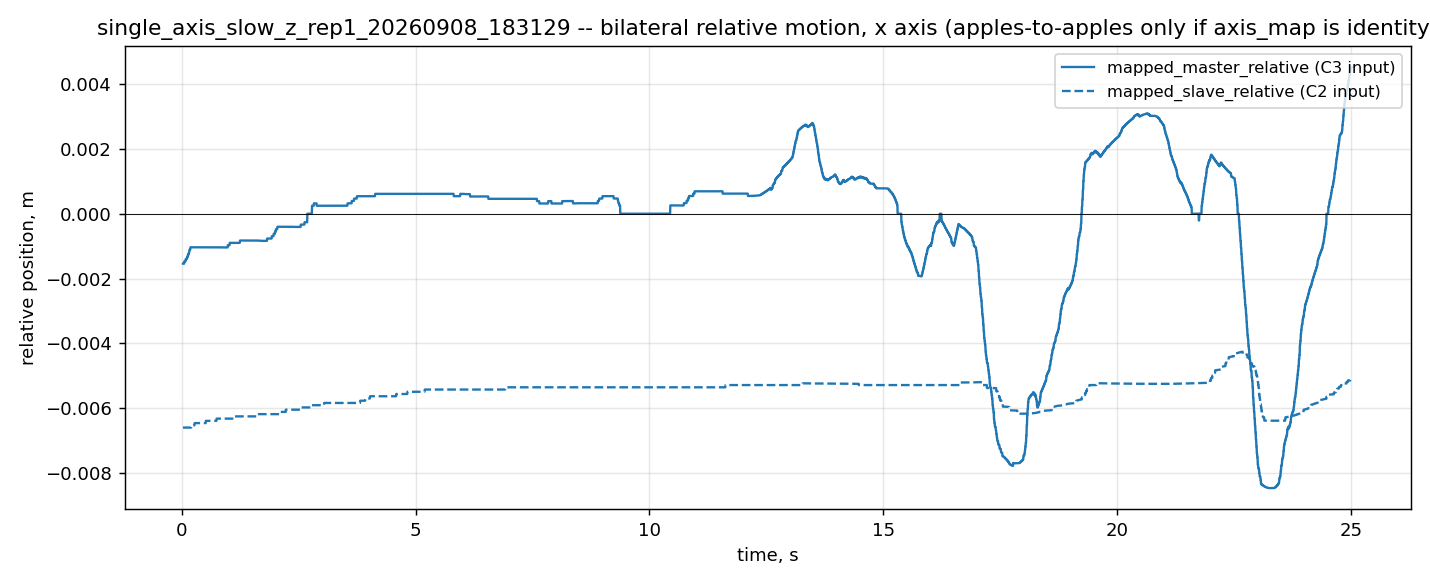 single_axis_slow_z_rep1_20260908_183129 -- bilateral relative motion, x axis (apples-to-apples only if axis_map is identity
mapped_master_relative (C3 input)
mapped_slave_relative (C2 input)
relative position, m
0.004
0.002
0.000
−0.002
−0.004
−0.006
−0.008
0
5
10
15
20
25
time, s